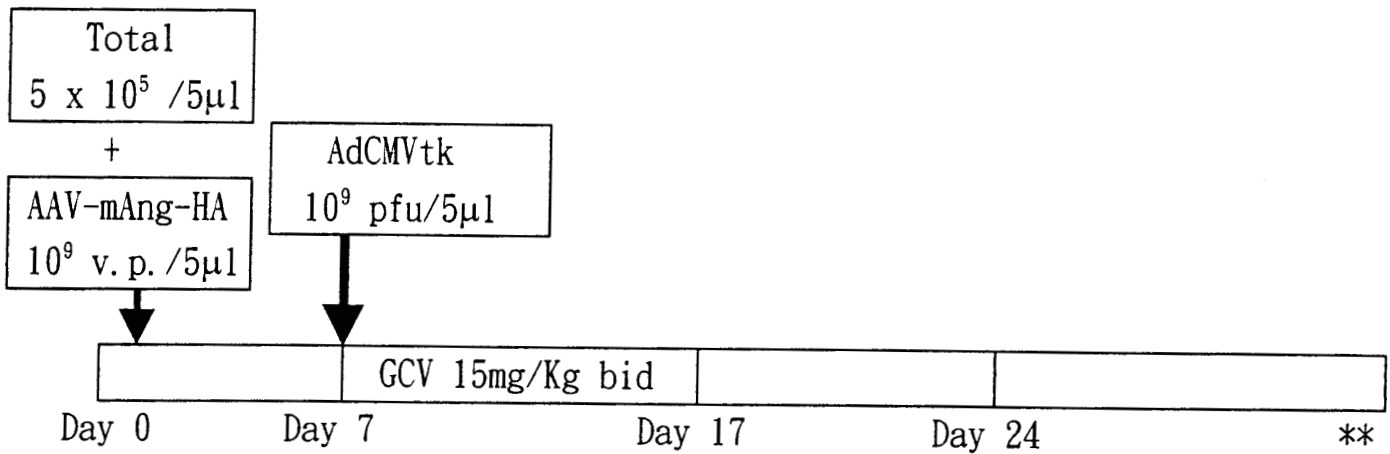 Total
5 x 10⁵ /5μl
+
AAV-mAng-HA
10⁹ v.p./5μl
AdCMVtk
10⁹ pfu/5μl
GCV 15mg/Kg bid
Day 0 Day 7 Day 17 Day 24 **